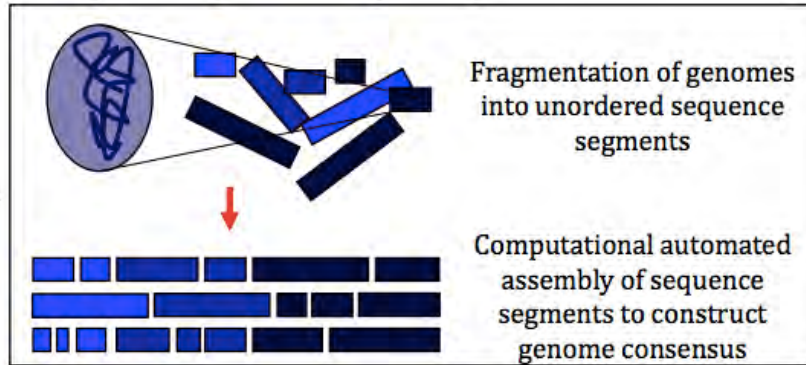 Fragmentation of genomes
into unordered sequence
segments
Computational automated
assembly of sequence
segments to construct
genome consensus